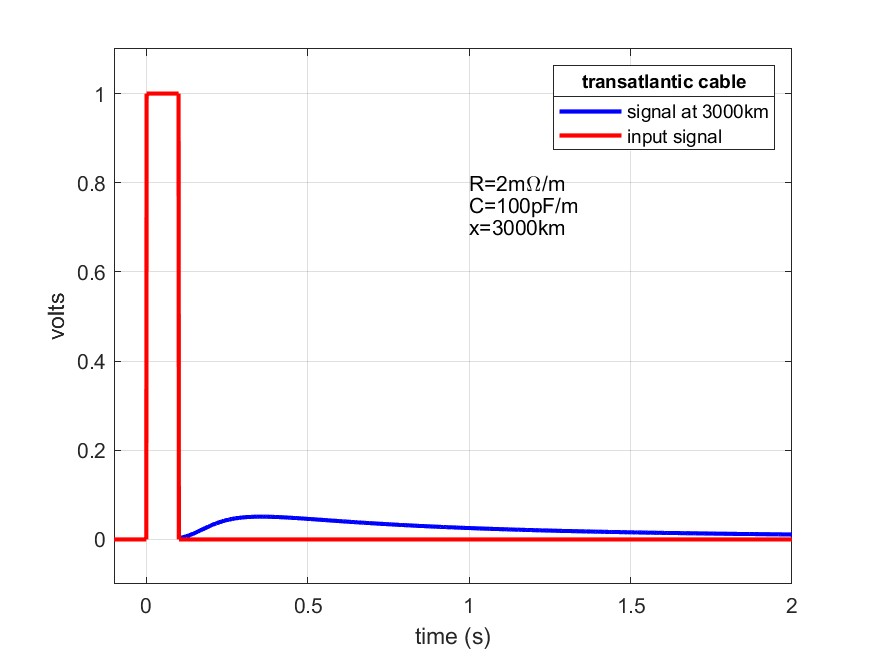 transatlantic cable
signal at 3000km
input signal
R=2mΩ/m
C=100pF/m
x=3000km
volts
1
0.8
0.6
0.4
0.2
0
0 0.5 1 1.5 2
time (s)